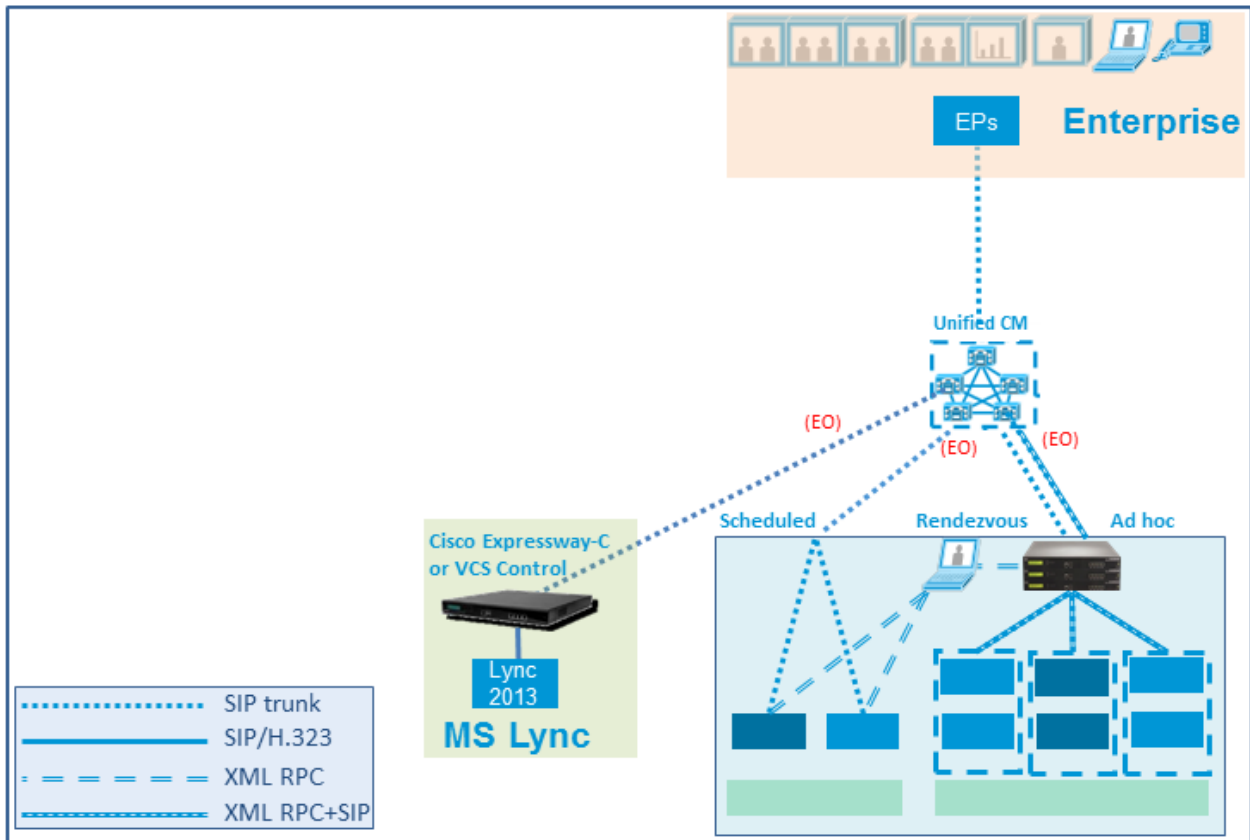 EPs
Enterprise
Unified CM
(EO)
(EO)
(EO)
Scheduled
Rendezvous
Ad hoc
Cisco Expressway-C
or VCS Control
Lync
2013
MS Lync
SIP trunk
SIP/H.323
XML RPC
XML RPC+SIP